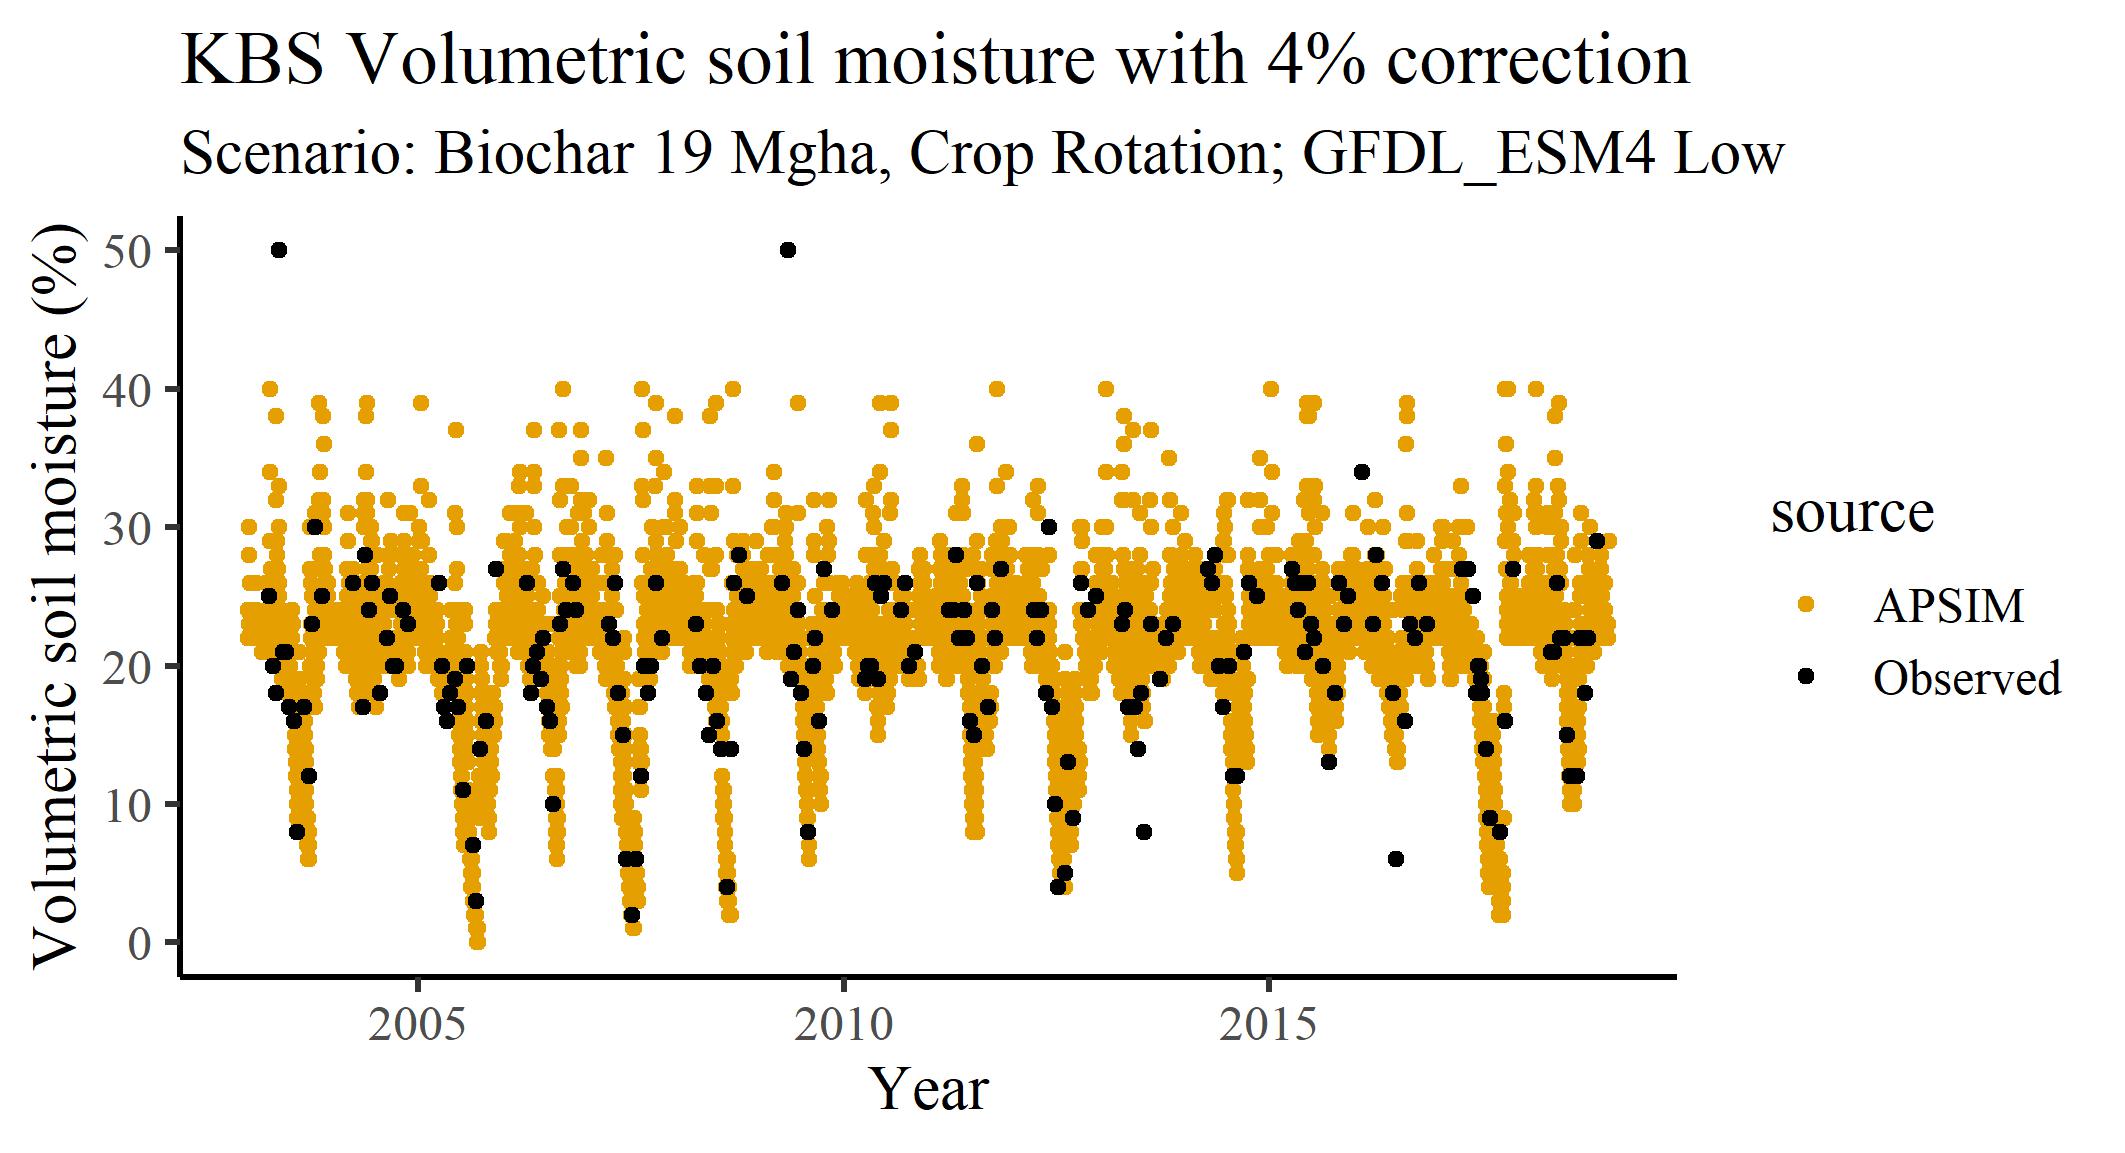 KBS Volumetric soil moisture with 4% correction
Scenario: Biochar 19 Mgha, Crop Rotation; GFDL_ESM4 Low
Volumetric soil moisture (%)
50
40
30
20
10
0
2005 2010 2015
Year
source
APSIM
Observed